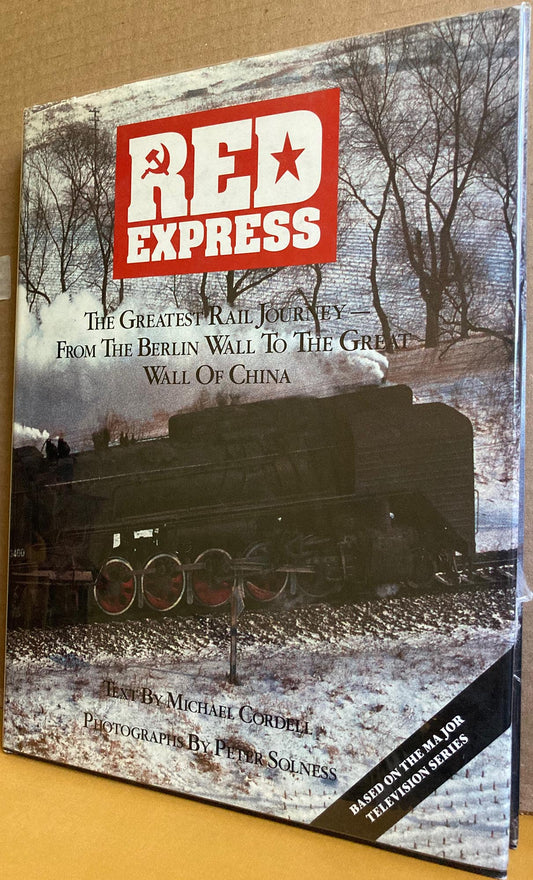 RED
EXPRESS
THE GREATEST RAIL JOURNEY—
FROM THE BERLIN WALL TO THE GREAT
WALL OF CHINA
TEXT BY MICHAEL CORDELL
PHOTOGRAPHS BY PETER SOLNESS
BASED ON THE MAJOR
TELEVISION SERIES